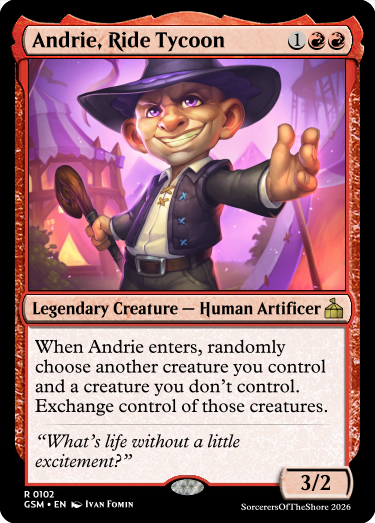 Andrie, Ride Tycoon 1
Legendary Creature — Human Artificer
When Andrie enters, randomly
choose another creature you control
and a creature you don't control.
Exchange control of those creatures.
“What's life without a little
excitement?”
3/2
R 0102
GSM • EN Ivan Fomin
SorcerersOfTheShore 2026